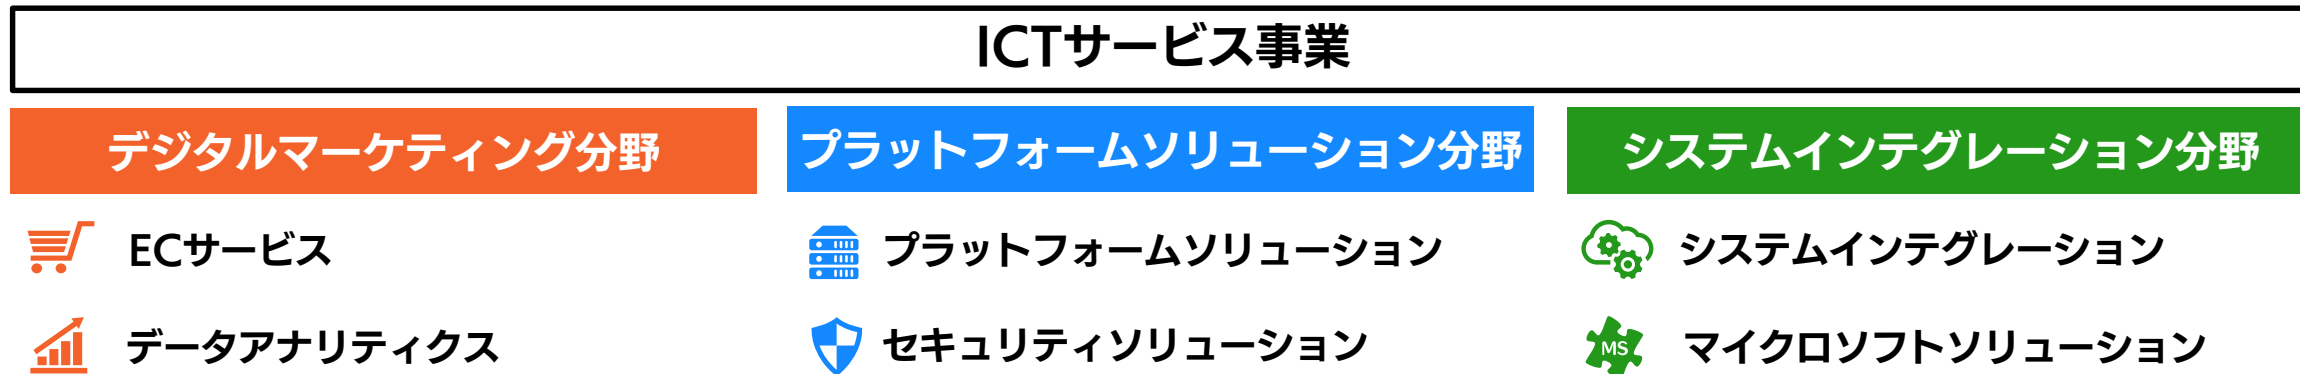 ICTサービス事業
デジタルマーケティング分野
プラットフォームソリューション分野
システムインテグレーション分野
ECサービス
プラットフォームソリューション
システムインテグレーション
データアナリティクス
セキュリティソリューション
MS
マイクロソフトソリューション